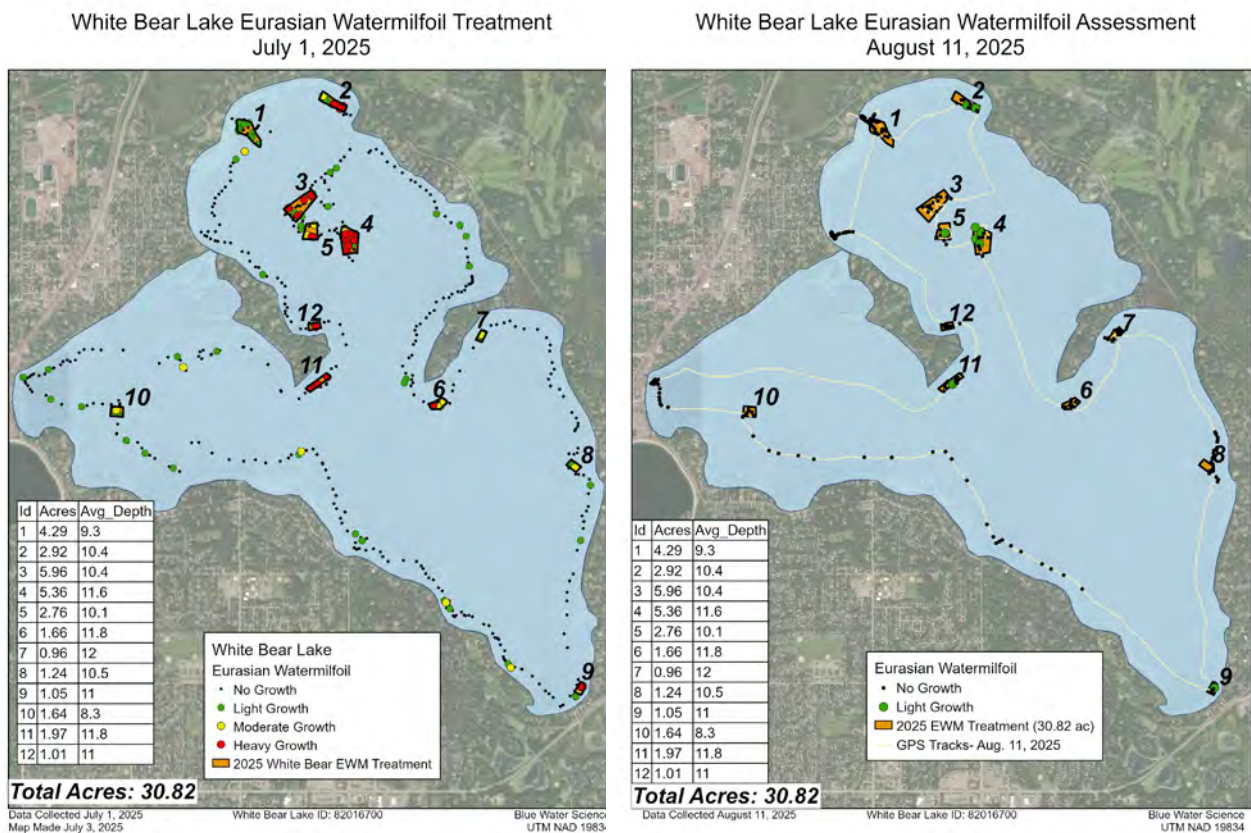 White Bear Lake Eurasian Watermilfoil Treatment
July 1, 2025
1
2
3
4
5
12
7
11
6
10
8
9
Id Acres Avg_Depth
1 4.29 9.3
2 2.92 10.4
3 5.96 10.4
4 5.36 11.6
5 2.76 10.1
6 1.66 11.8
7 0.96 12
8 1.24 10.5
9 1.05 11
10 1.64 8.3
11 1.97 11.8
12 1.01 11
Total Acres: 30.82
White Bear Lake
Eurasian Watermilfoil
No Growth
Light Growth
Moderate Growth
Heavy Growth
2025 White Bear EWM Treatment
Data Collected July 1, 2025 White Bear Lake ID: 82016700 Blue Water Science
Map Made July 3, 2025 UTM NAD 19834
White Bear Lake Eurasian Watermilfoil Assessment
August 11, 2025
2
1
3
5
4
12
7
11
6
10
8
9
Id Acres Avg_Depth
1 4.29 9.3
2 2.92 10.4
3 5.96 10.4
4 5.36 11.6
5 2.76 10.1
6 1.66 11.8
7 0.96 12
8 1.24 10.5
9 1.05 11
10 1.64 8.3
11 1.97 11.8
12 1.01 11
Total Acres: 30.82
Eurasian Watermilfoil
No Growth
Light Growth
2025 EWM Treatment (30.82 ac)
GPS Tracks- Aug. 11, 2025
Data Collected August 11, 2025 White Bear Lake ID: 82016700 Blue Water Science
UTM NAD 19834